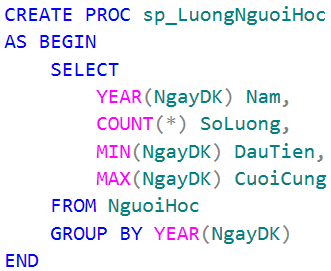 CREATE PROC sp_LuongNguoiHoc
AS BEGIN
    SELECT
        YEAR(NgayDK) Nam,
        COUNT(*) SoLuong,
        MIN(NgayDK) DauTien,
        MAX(NgayDK) CuoiCung
    FROM NguoiHoc
    GROUP BY YEAR(NgayDK)
END